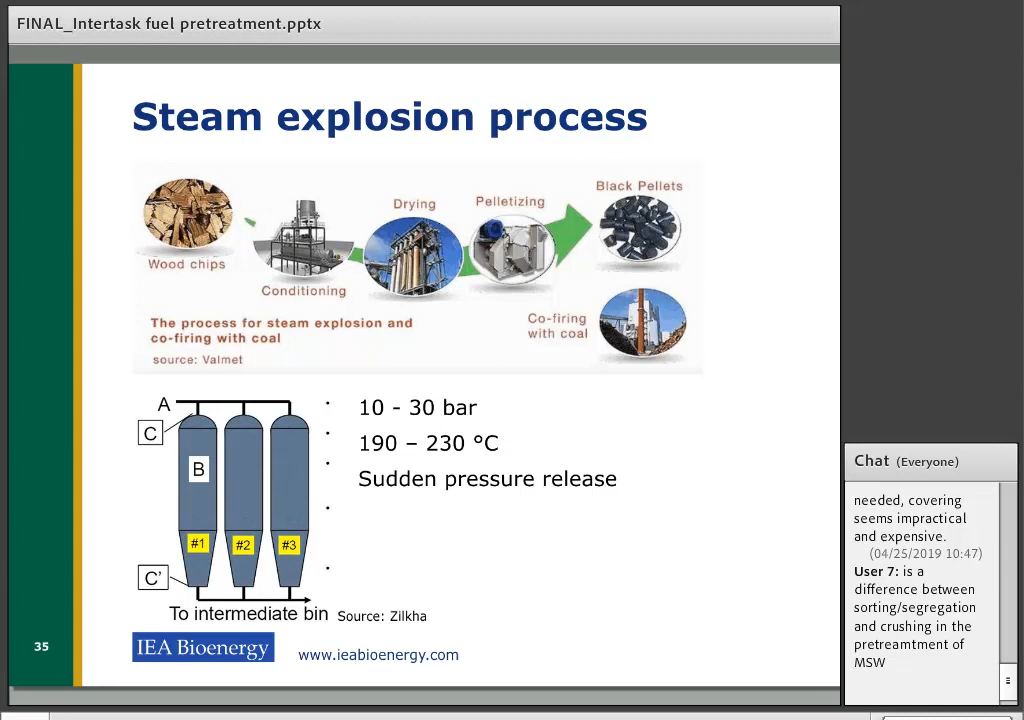 FINAL_Intertask fuel pretreatment.pptx
Steam explosion process
Wood chips
Conditioning
Drying
Pelletizing
Black Pellets
The process for steam explosion and
co-firing with coal
source: Valmet
Co-firing
with coal
A
C
B
#1
#2
#3
C'
To intermediate bin
Source: Zilkha
• 10 - 30 bar
• 190 – 230 °C
• Sudden pressure release
35
IEA Bioenergy
www.ieabioenergy.com
Chat (Everyone)
needed, covering
seems impractical
and expensive.
(04/25/2019 10:47)
User 7: is a
difference between
sorting/segregation
and crushing in the
pretreamtment of
MSW